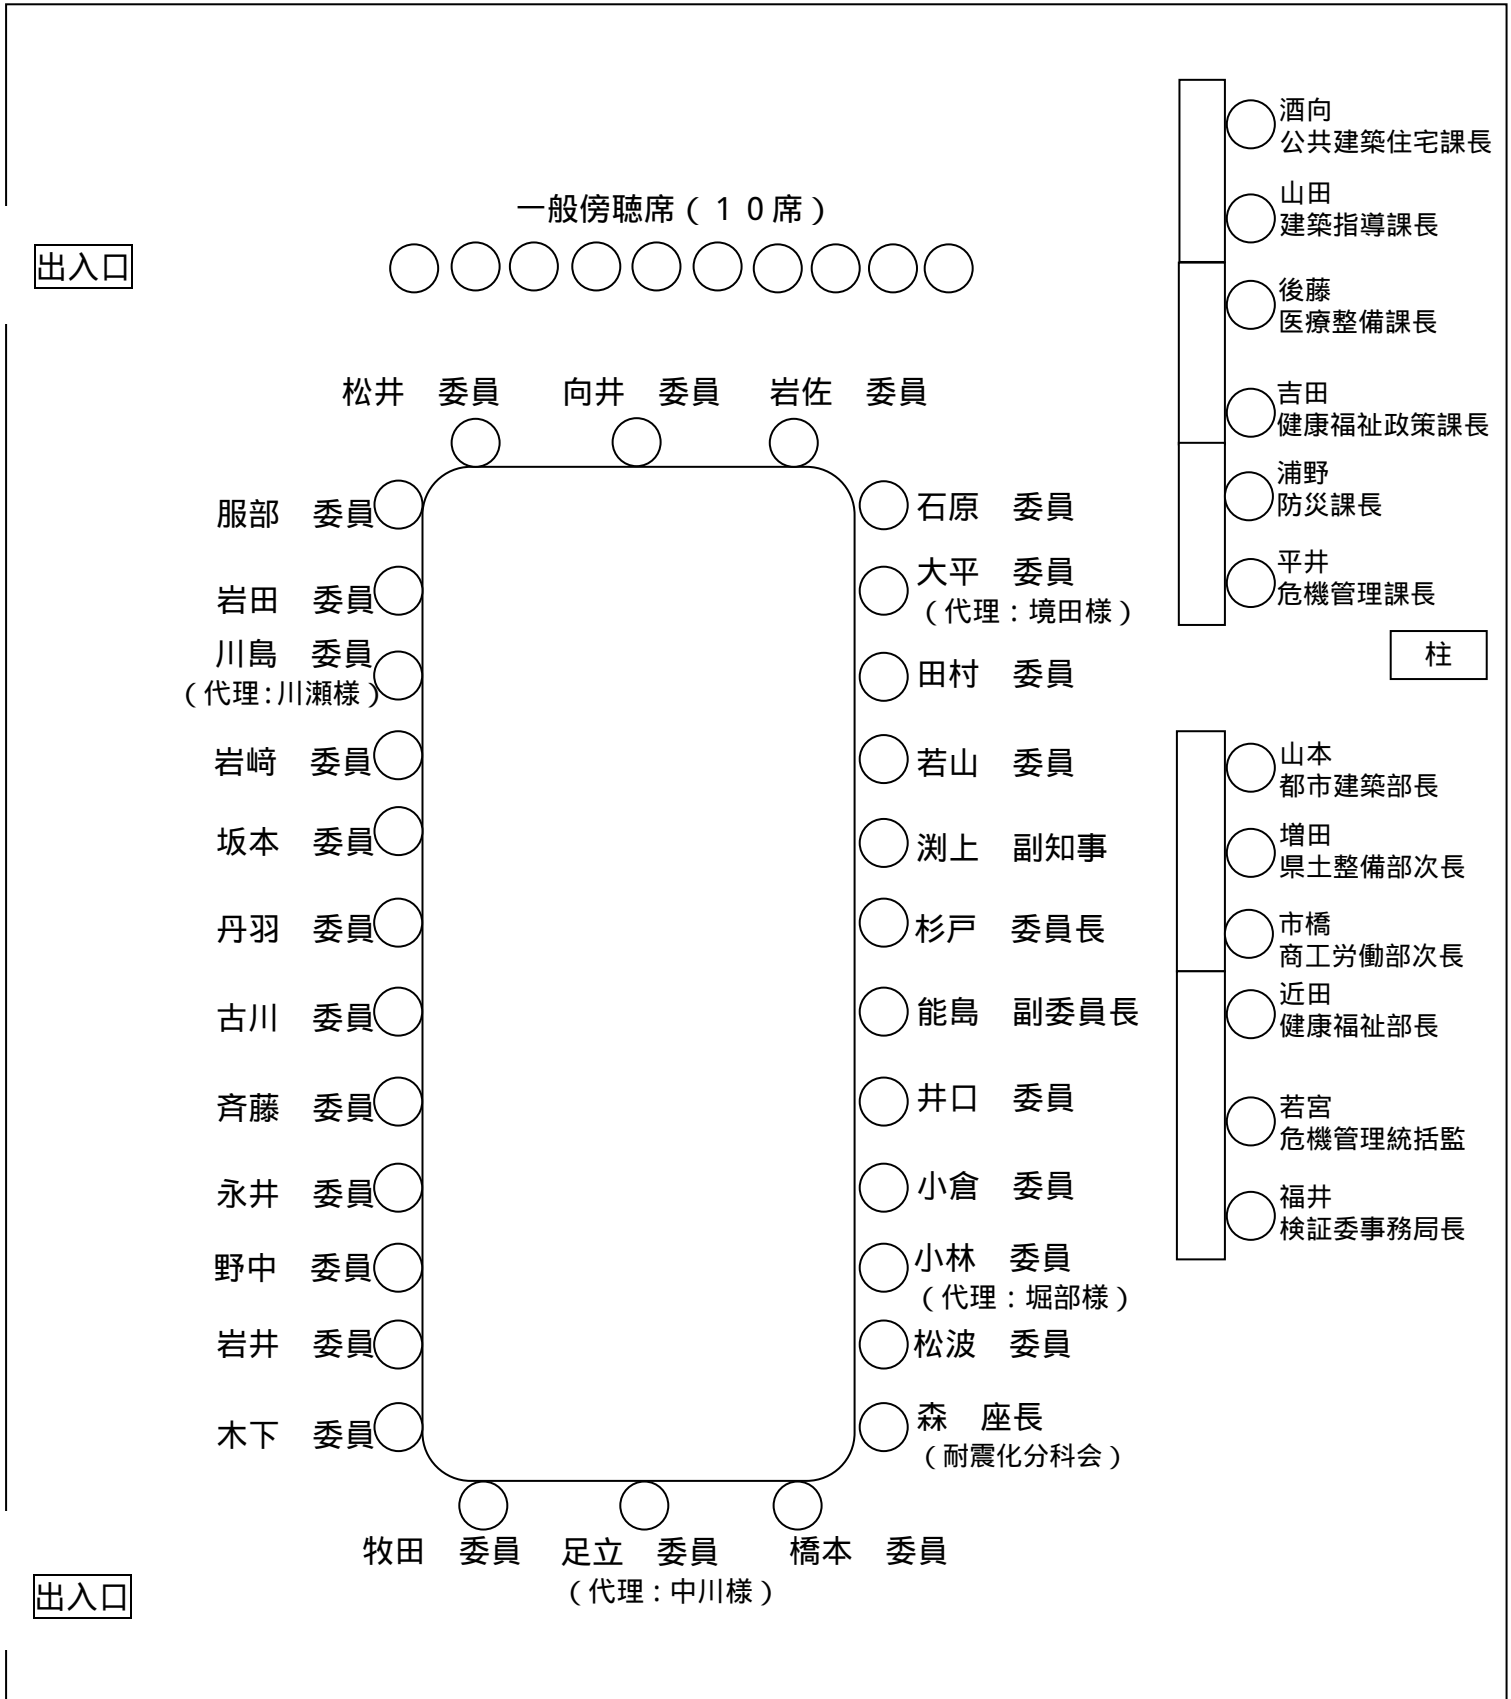 酒向
公共建築住宅課長
山田
建築指導課長
一般傍聴席（１０席）
出入口
後藤
医療整備課長
松井　委員　　向井　委員　　岩佐　委員
吉田
健康福祉政策課長
浦野
防災課長
平井
危機管理課長
服部　委員
岩田　委員
川島　委員
（代理：川瀬様）
岩﨑　委員
坂本　委員
丹羽　委員
古川　委員
斉藤　委員
永井　委員
野中　委員
岩井　委員
木下　委員
石原　委員
大平　委員
（代理：境田様）
田村　委員
若山　委員
渕上　副知事
杉戸　委員長
能島　副委員長
井口　委員
小倉　委員
小林　委員
（代理：堀部様）
松波　委員
森　座長
（耐震化分科会）
柱
山本
都市建築部長
増田
県土整備部次長
市橋
商工労働部次長
近田
健康福祉部長
若宮
危機管理統括監
福井
検証委事務局長
牧田　委員　　足立　委員　　橋本　委員
（代理：中川様）
出入口